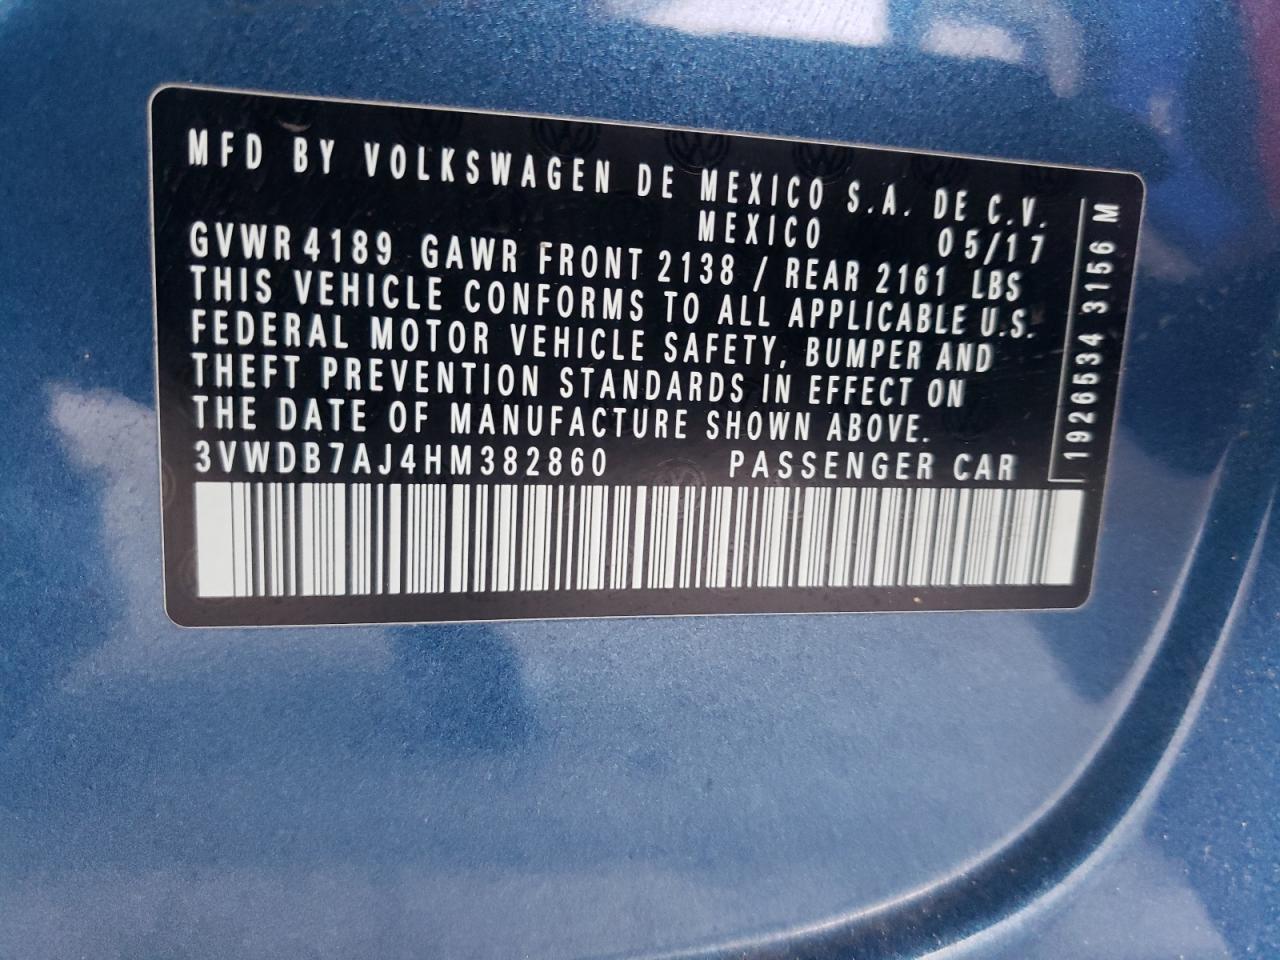 MFD BY VOLKSWAGEN DE MEXICO S.A. DE C.V.
MEXICO 05/17
GVWR 4189 GAWR FRONT 2138 / REAR 2161 LBS
THIS VEHICLE CONFORMS TO ALL APPLICABLE U.S.
FEDERAL MOTOR VEHICLE SAFETY, BUMPER AND
THEFT PREVENTION STANDARDS IN EFFECT ON
THE DATE OF MANUFACTURE SHOWN ABOVE.
3VWDB7AJ4HM382860 PASSENGER CAR
1926534 3156 M